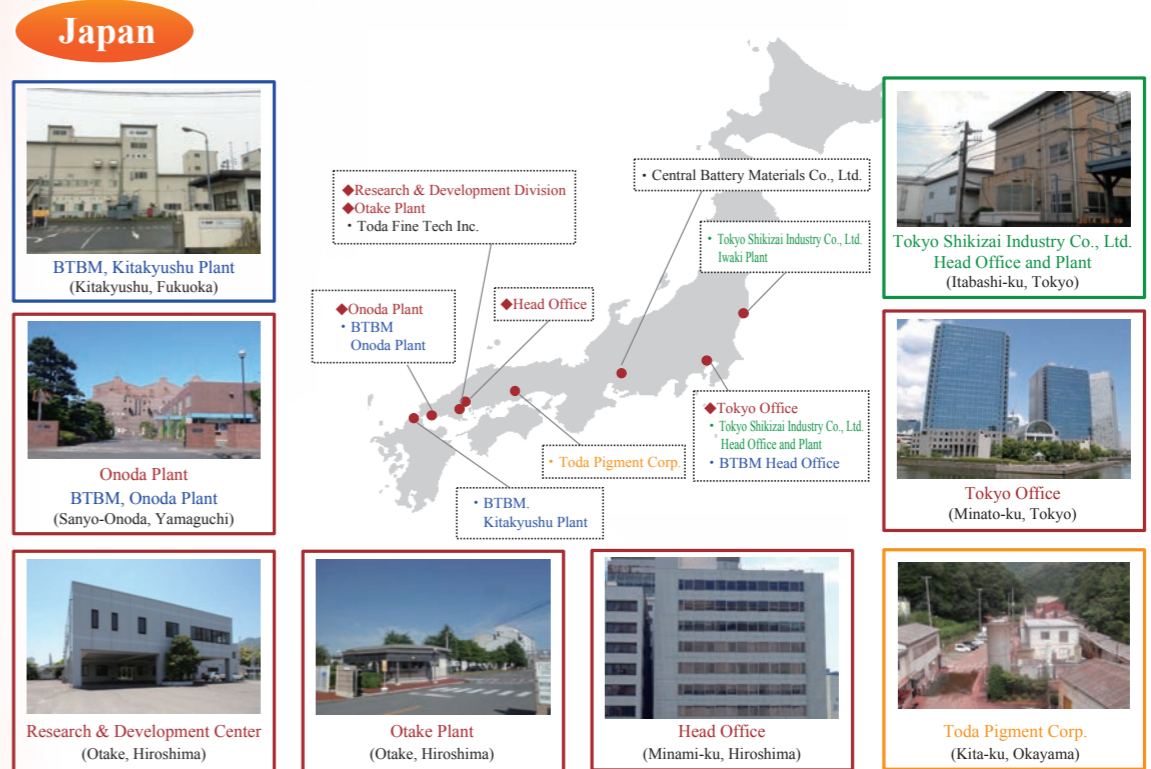 Japan
BTBM, Kitakyushu Plant
(Kitakyushu, Fukuoka)
Onoda Plant
BTBM, Onoda Plant
(Sanyo-Onoda, Yamaguchi)
◆Research & Development Division
◆Otake Plant
・Toda Fine Tech Inc.
・Central Battery Materials Co., Ltd.
・Tokyo Shikizai Industry Co., Ltd.
Iwaki Plant
◆Onoda Plant
・BTBM
Onoda Plant
◆Head Office
・Toda Pigment Corp.
・BTBM.
Kitakyushu Plant
◆Tokyo Office
・Tokyo Shikizai Industry Co., Ltd.
Head Office and Plant
・BTBM Head Office
Tokyo Shikizai Industry Co., Ltd.
Head Office and Plant
(Itabashi-ku, Tokyo)
Tokyo Office
(Minato-ku, Tokyo)
Research & Development Center
(Otake, Hiroshima)
Otake Plant
(Otake, Hiroshima)
Head Office
(Minami-ku, Hiroshima)
Toda Pigment Corp.
(Kita-ku, Okayama)